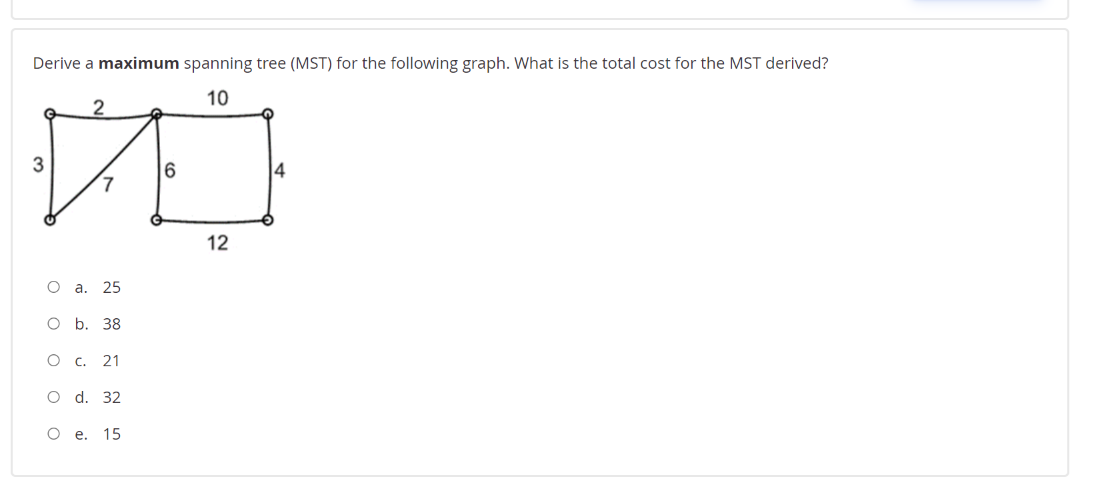 Derive a maximum spanning tree (MST) for the following graph. What is the total cost for the MST derived?
2
10
3
7
6
4
12
a. 25
b. 38
c. 21
d. 32
e. 15